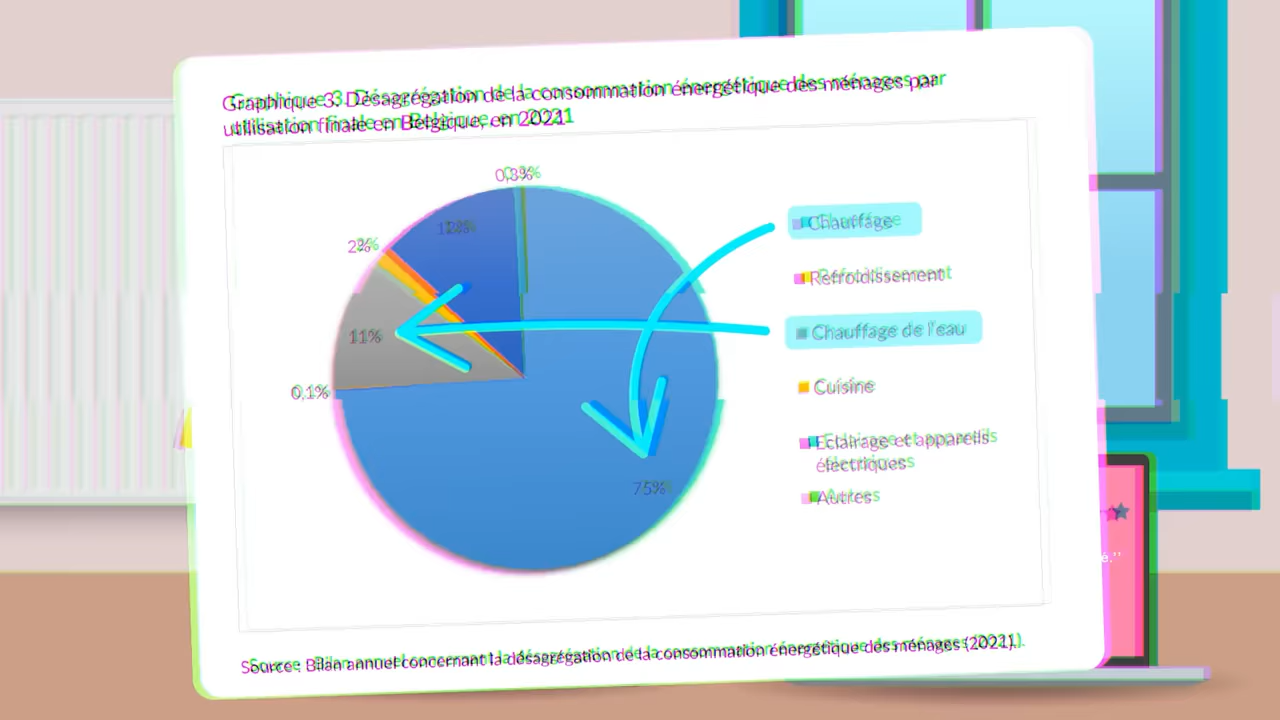 Graphique 3. Désagrégation de la consommation énergétique des ménages par
utilisation finale en Belgique, en 2021
0,3%
2%
11%
0,1%
75%
Chauffage
Refroidissement
Chauffage de l'eau
Cuisine
Eclairage et appareils
électriques
Autres
Source : Bilan annuel concernant la désagrégation de la consommation énergétique des ménages (2021).